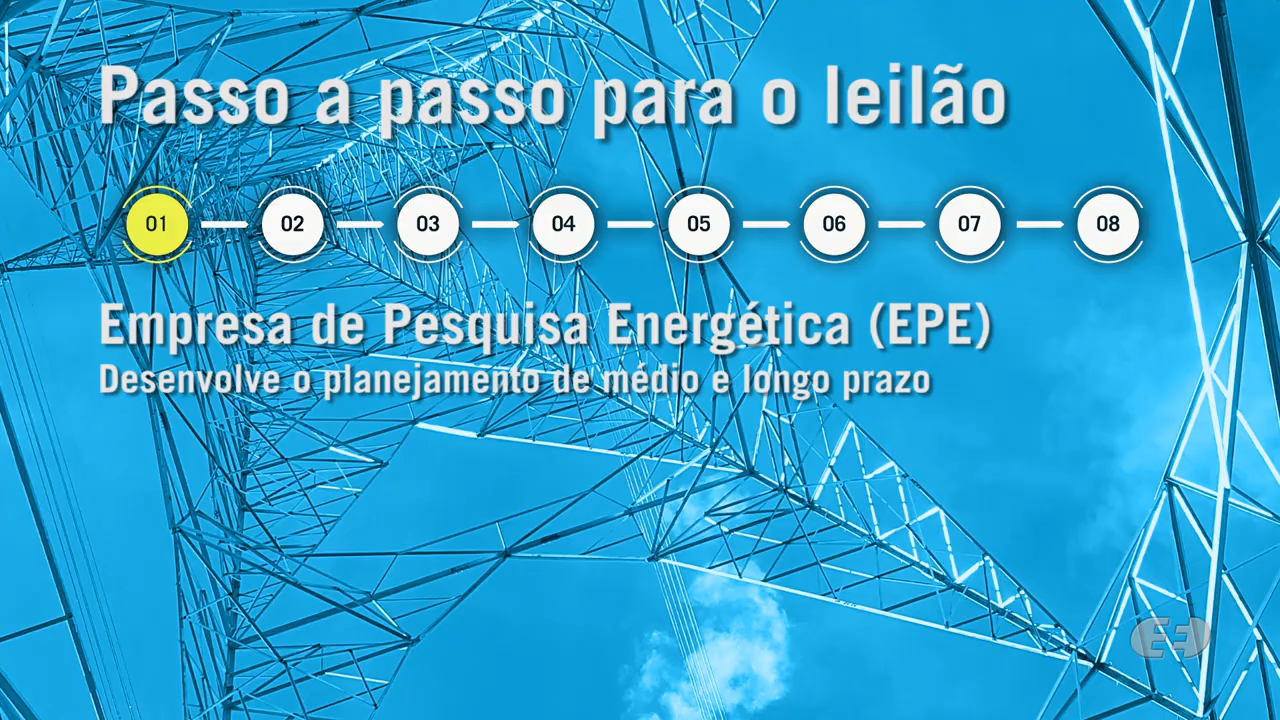 Passo a passo para o leilão
01 02 03 04 05 06 07 08
Empresa de Pesquisa Energética (EPE)
Desenvolve o planejamento de médio e longo prazo